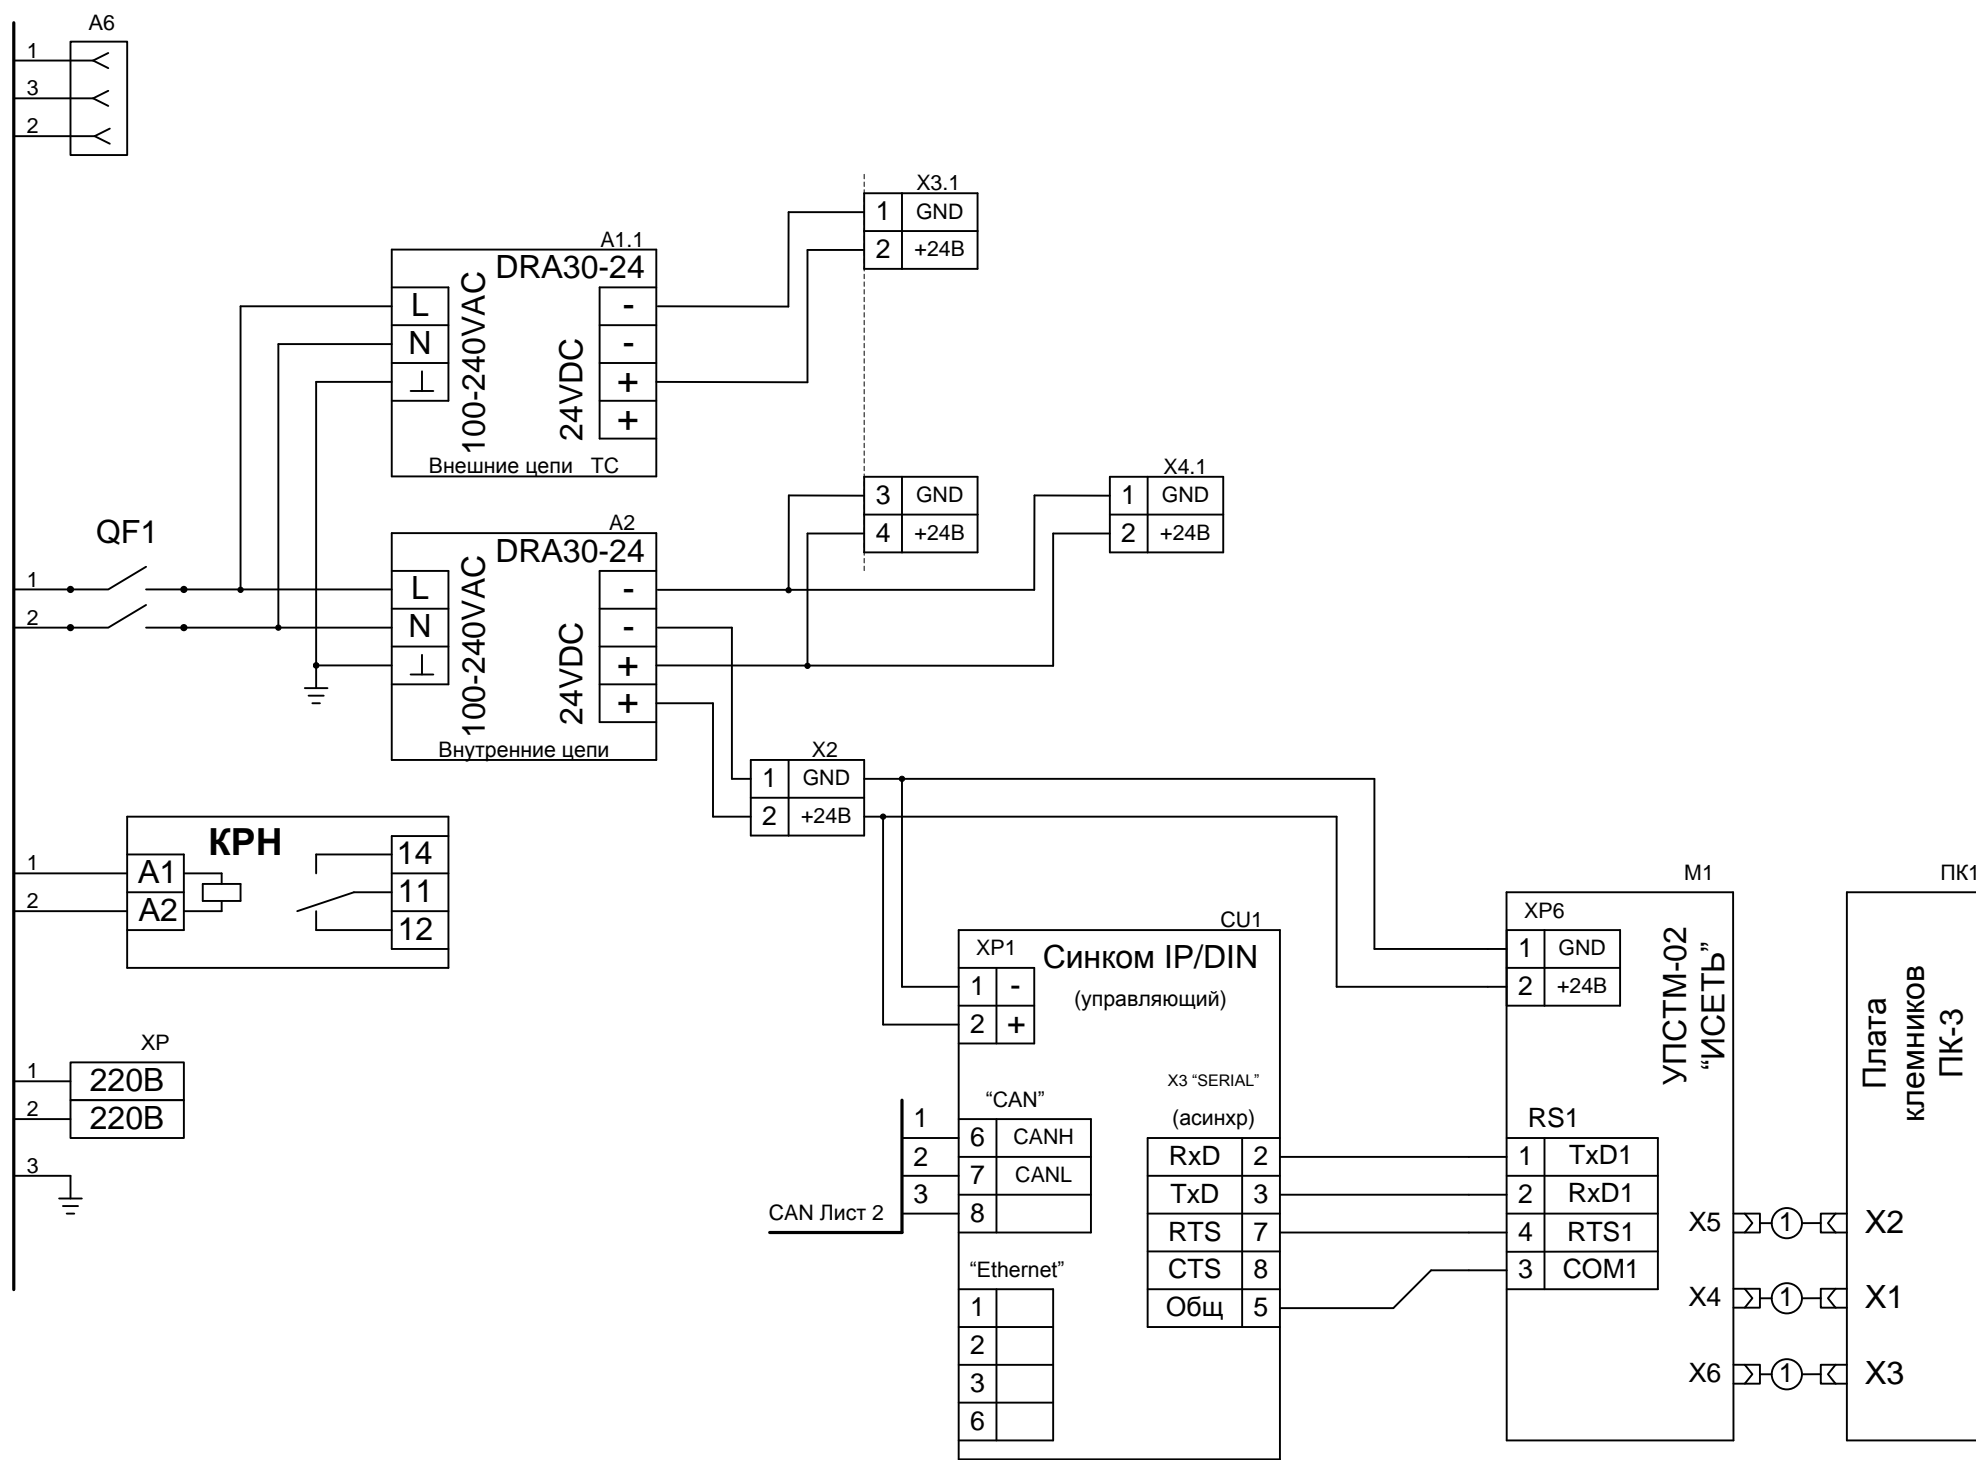 A6
1
3
2
X3.1
1 GND
2 +24В
A1.1
DRA30-24
L
N
⊥
100-240VAC
24VDC
-
-
+
+
Внешние цепи ТС
3 GND
4 +24В
X4.1
1 GND
2 +24В
QF1
1
2
A2
DRA30-24
L
N
⊥
100-240VAC
24VDC
-
-
+
+
Внутренние цепи
X2
1 GND
2 +24В
КРН
1
2
A1
A2
14
11
12
XP
1 220В
2 220В
3
CU1
XP1
Синком IP/DIN
(управляющий)
1 -
2 +
X3 “SERIAL”
(асинхр)
“CAN”
1
2
3
6 CANH
7 CANL
8
CAN Лист 2
RxD 2
TxD 3
RTS 7
CTS 8
Общ 5
“Ethernet”
1
2
3
6
M1
XP6
1 GND
2 +24В
УПСТМ-02
“ИСЕТЬ”
RS1
1 TxD1
2 RxD1
4 RTS1
3 COM1
X5 1 X2
X4 1 X1
X6 1 X3
ПК1
Плата
клемников
ПК-3